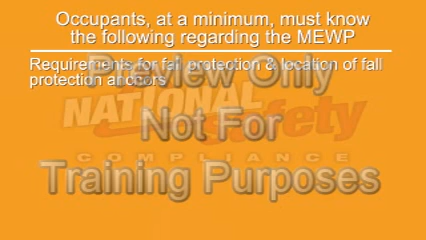 Occupants, at a minimum, must know
the following regarding the MEWP
Requirements for fall protection & location of fall
protection anchors
Preview Only
NATIONAL
Safety
Not For
COMPLIANCE
Training Purposes